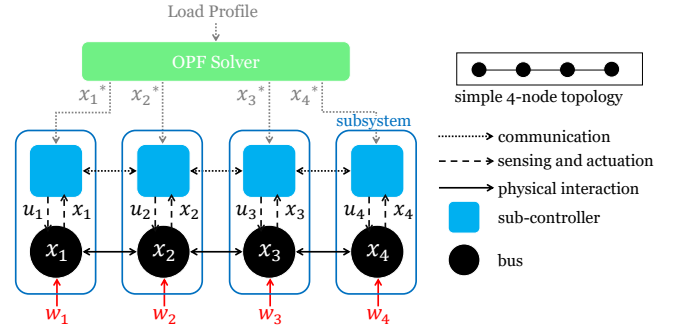 Load Profile
OPF Solver
x₁* x₂* x₃* x₄*
simple 4-node topology
subsystem
communication
sensing and actuation
physical interaction
u₁ x₁ u₂ x₂ u₃ x₃ u₄ x₄
sub-controller
x₁ x₂ x₃ x₄
bus
w₁ w₂ w₃ w₄